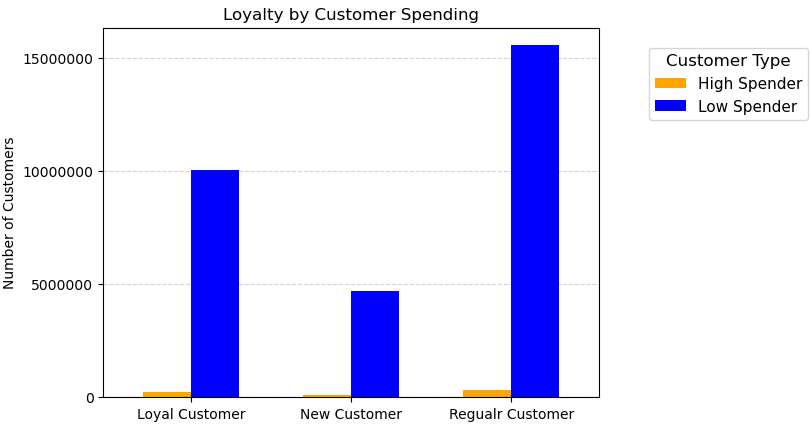 Loyalty by Customer Spending
Number of Customers
15000000
10000000
5000000
0
Loyal Customer
New Customer
Regualr Customer
Customer Type
High Spender
Low Spender